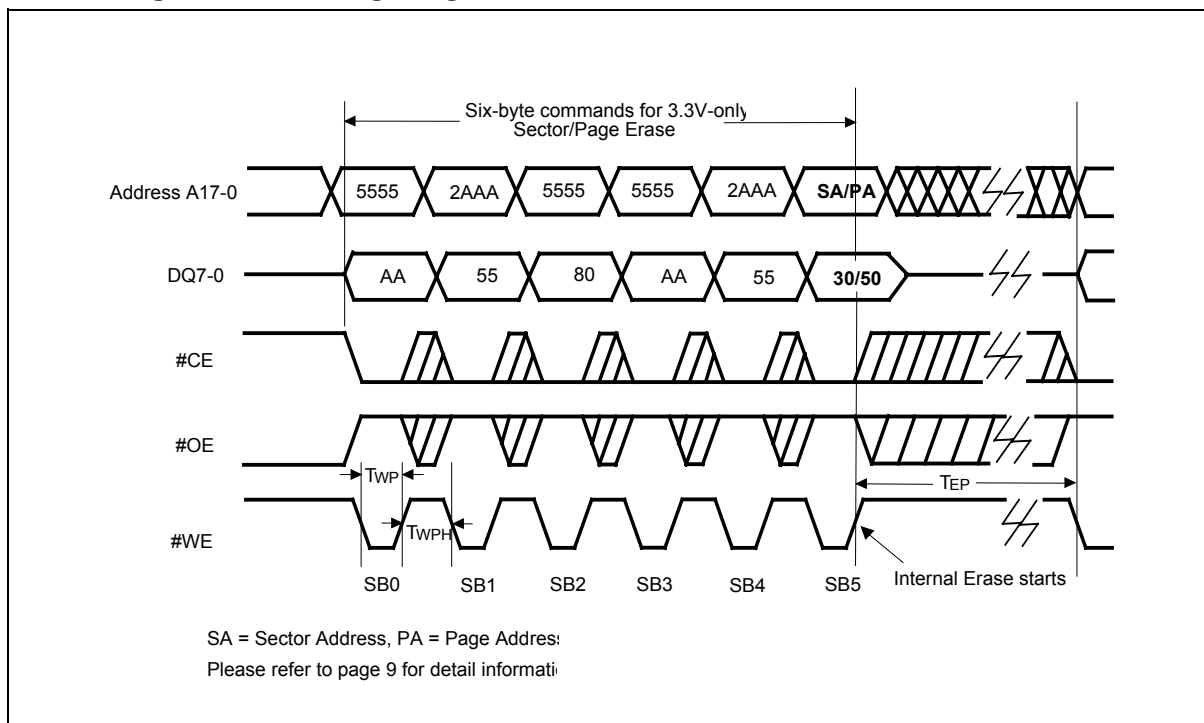 Six-byte commands for 3.3V-only
Sector/Page Erase
Address A17-0
5555
2AAA
5555
5555
2AAA
SA/PA
DQ7-0
AA
55
80
AA
55
30/50
#CE
#OE
TWP
TEP
#WE
TWPH
SB0
SB1
SB2
SB3
SB4
SB5
Internal Erase starts
SA = Sector Address, PA = Page Address
Please refer to page 9 for detail informati